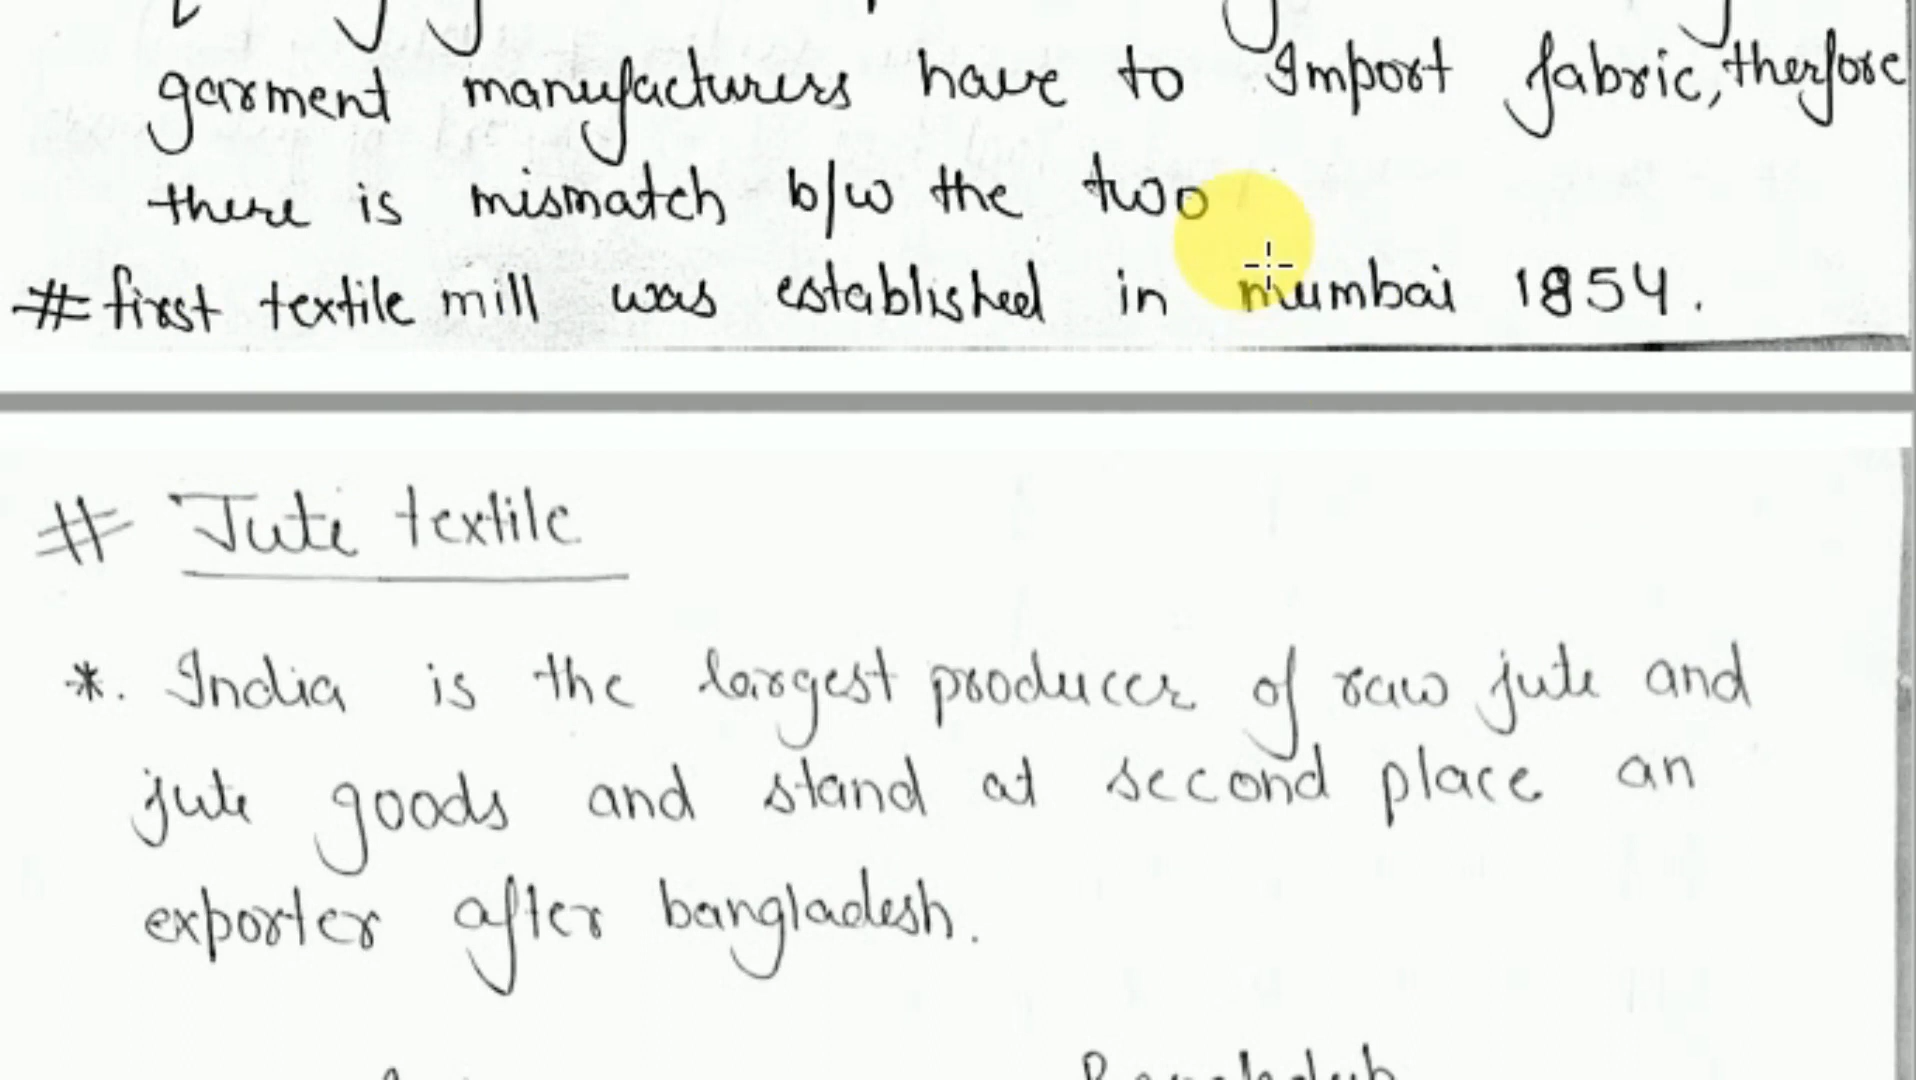 garment manufacturers have to Import fabric, therfore
there is mismatch b/w the two
# first textile mill was established in mumbai 1854.
# Jute textile
*. India is the largest producer of raw jute and
jute goods and stand at second place an
exporter after bangladesh.